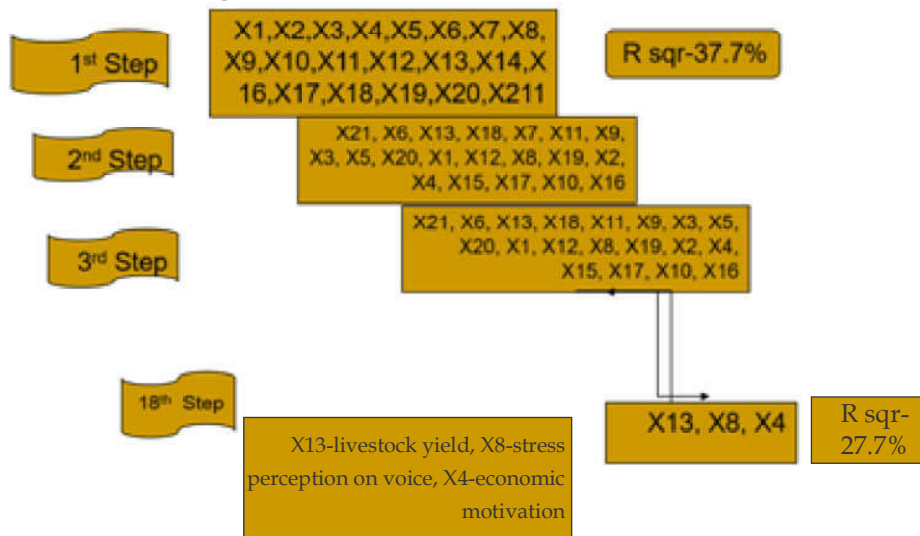 1st Step
X1,X2,X3,X4,X5,X6,X7,X8,
X9,X10,X11,X12,X13,X14,X
16,X17,X18,X19,X20,X211
R sqr-37.7%
2nd Step
X21, X6, X13, X18, X7, X11, X9,
X3, X5, X20, X1, X12, X8, X19, X2,
X4, X15, X17, X10, X16
3rd Step
X21, X6, X13, X18, X11, X9, X3, X5,
X20, X1, X12, X8, X19, X2, X4,
X15, X17, X10, X16
18th Step
X13, X8, X4
R sqr-
27.7%
X13-livestock yield, X8-stress
perception on voice, X4-economic
motivation